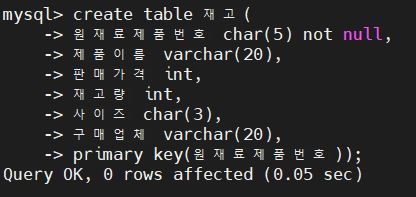 mysql> create table 재고(
    -> 원재료제품번호 char(5) not null,
    -> 제품이름 varchar(20),
    -> 판매가격 int,
    -> 재고량 int,
    -> 사이즈 char(3),
    -> 구매업체 varchar(20),
    -> primary key(원재료제품번호));
Query OK, 0 rows affected (0.05 sec)